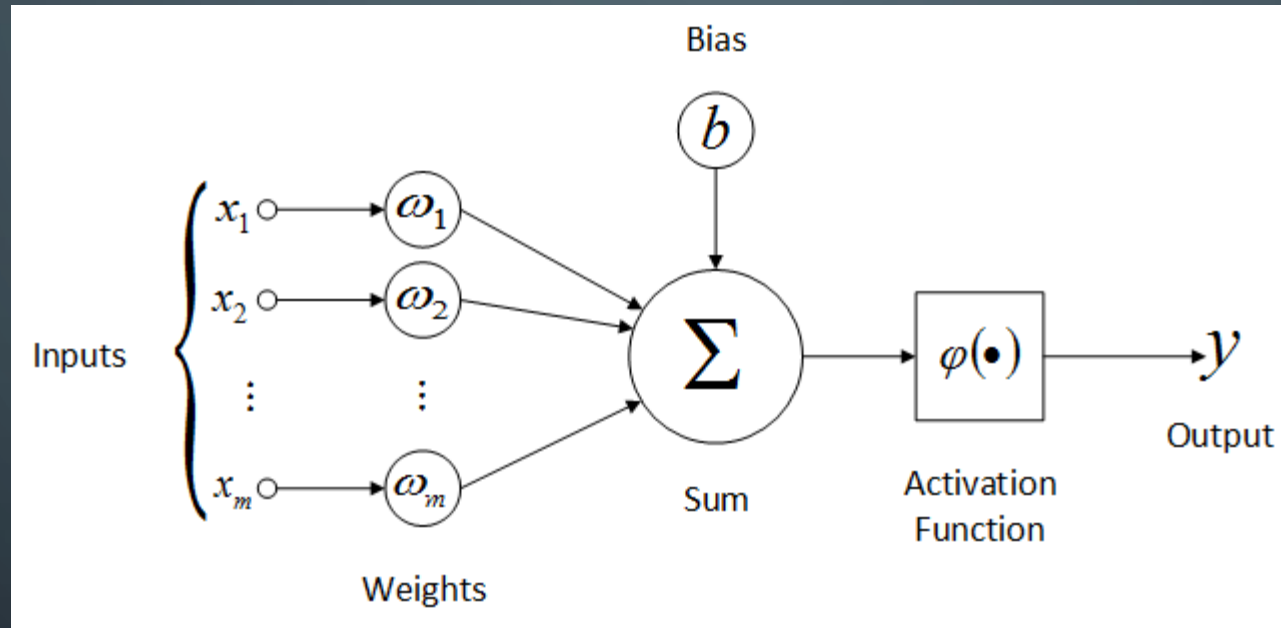 Bias
b
x₁ ω₁
x₂ ω₂
Inputs
⋮ ⋮
xₘ ωₘ
Σ
φ(•)
y
Output
Sum
Activation
Function
Weights